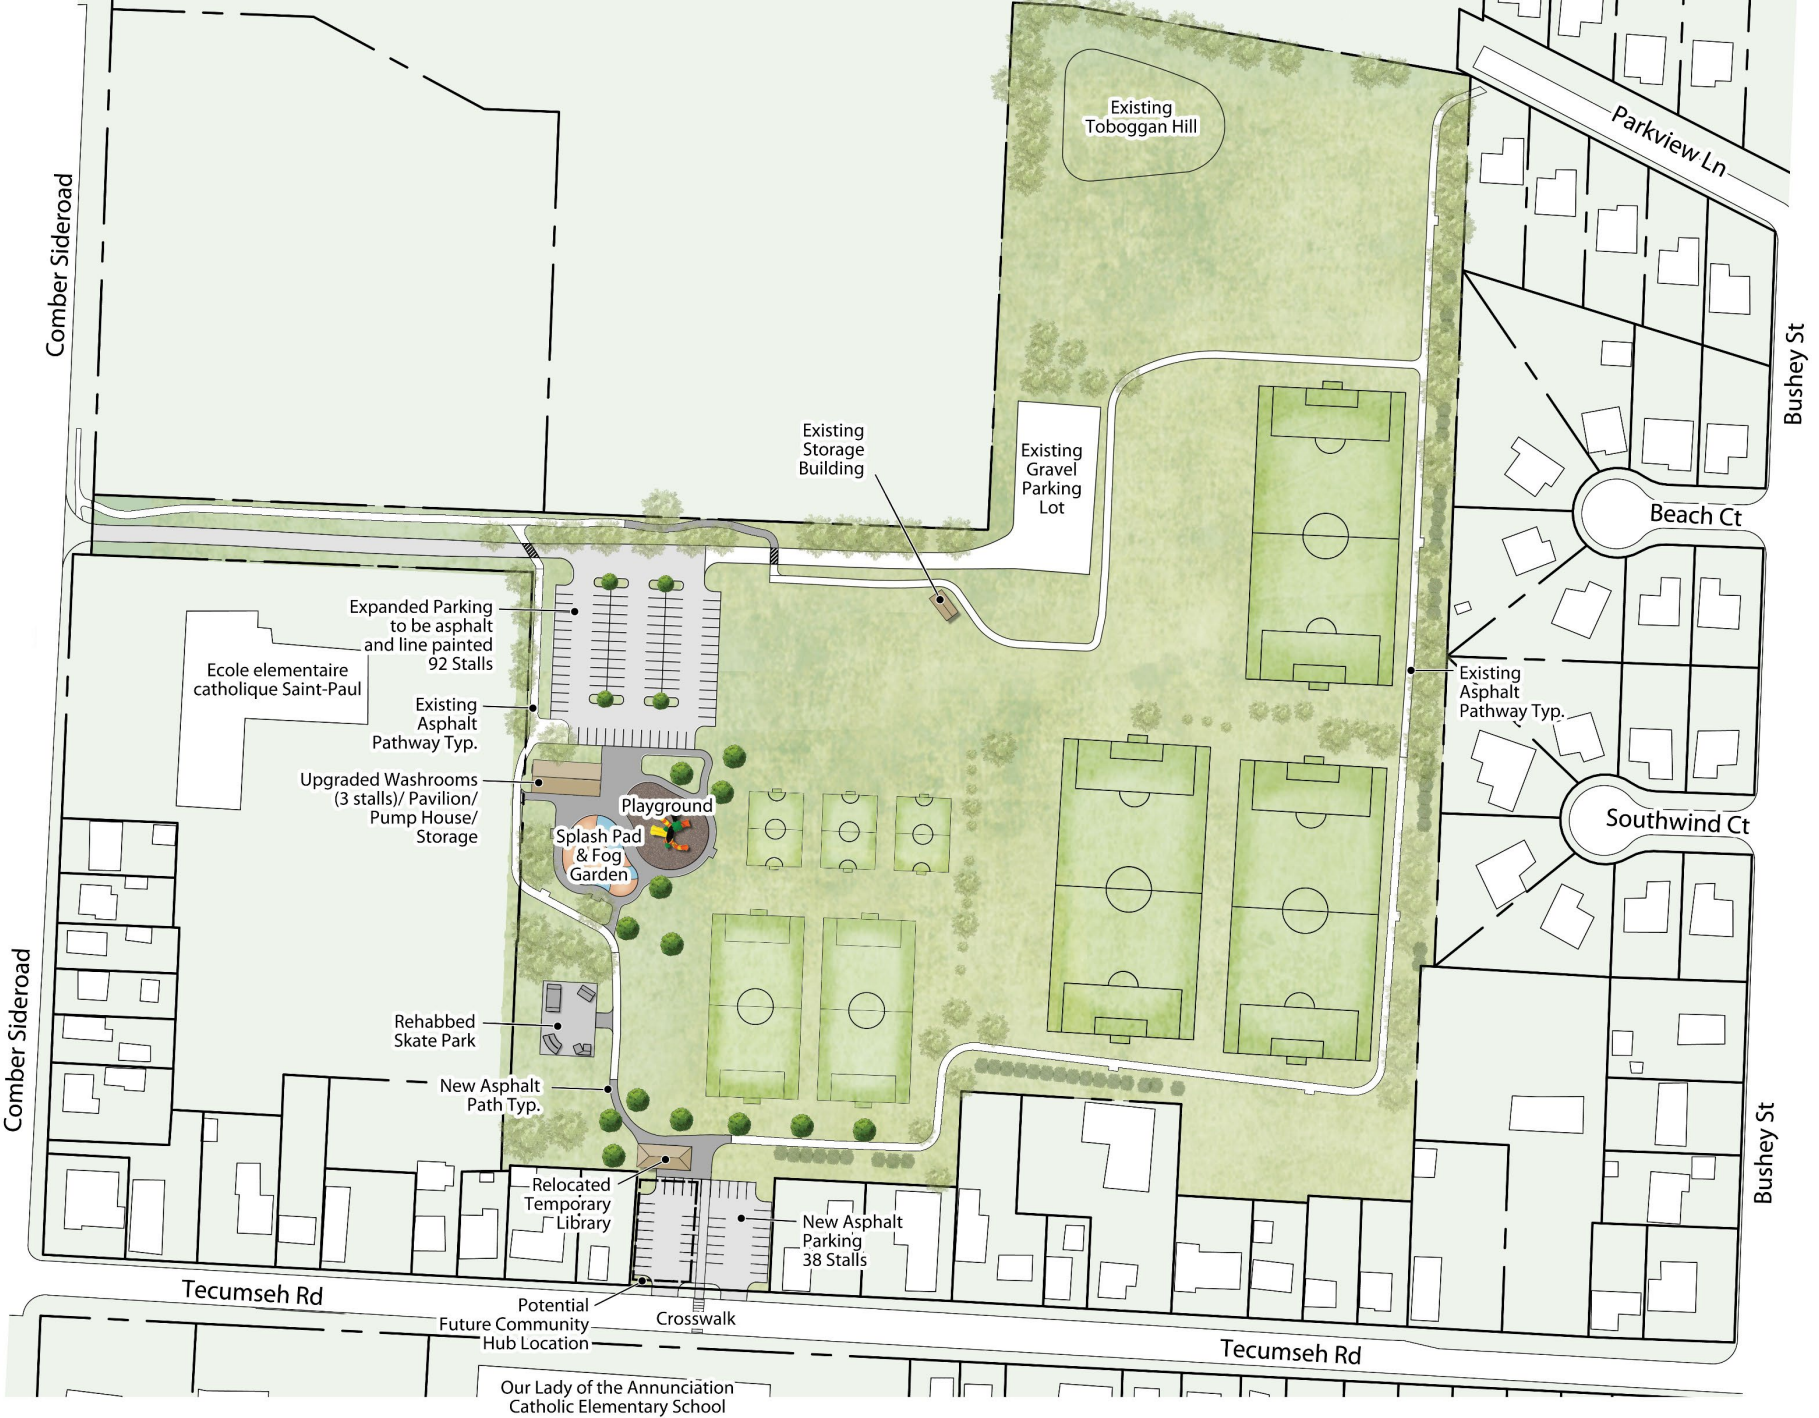 Existing
Toboggan Hill
Parkview Ln
Comber Sideroad
Bushey St
Existing
Storage
Building
Existing
Gravel
Parking
Lot
Beach Ct
Expanded Parking
to be asphalt
and line painted
92 Stalls
Ecole elementaire
catholique Saint-Paul
Existing
Asphalt
Pathway Typ.
Existing
Asphalt
Pathway Typ.
Upgraded Washrooms
(3 stalls)/ Pavilion/
Pump House/
Storage
Playground
Splash Pad
& Fog
Garden
Southwind Ct
Comber Sideroad
Rehabbed
Skate Park
New Asphalt
Path Typ.
Bushey St
Relocated
Temporary
Library
New Asphalt
Parking
38 Stalls
Tecumseh Rd
Potential
Future Community
Hub Location
Crosswalk
Tecumseh Rd
Our Lady of the Annunciation
Catholic Elementary School